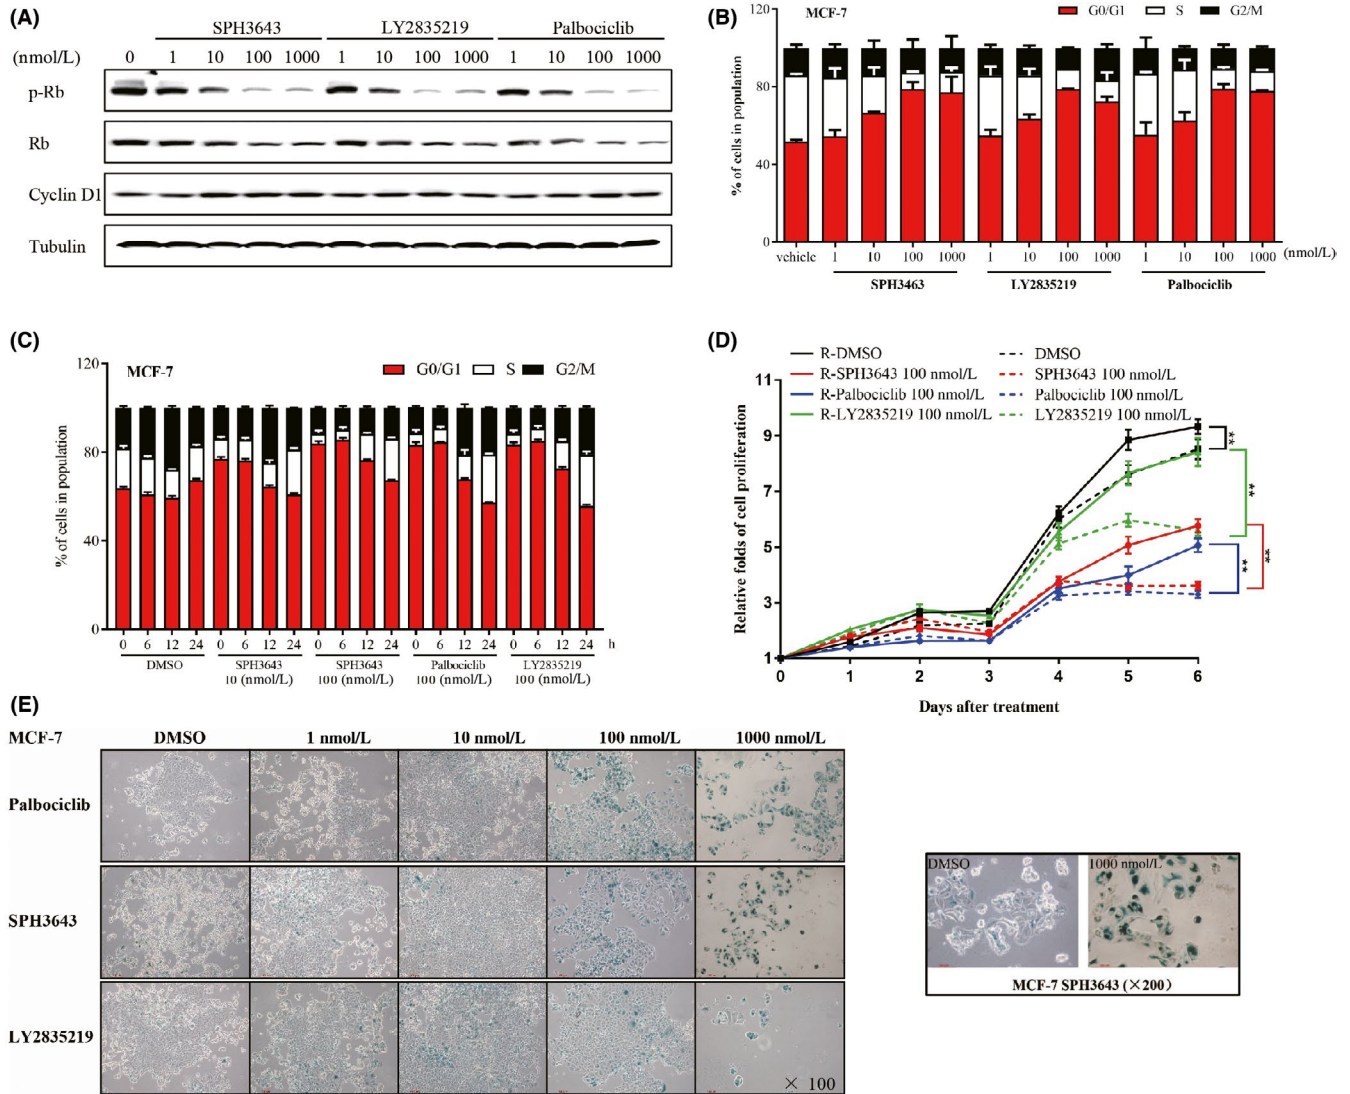 (A)
SPH3643 LY2835219 Palbociclib
(nmol/L) 0 1 10 100 1000 1 10 100 1000 1 10 100 1000
p-Rb
Rb
Cyclin D1
Tubulin
(B)
MCF-7 G0/G1 S G2/M
% of cells in population
120
80
40
0
vehicle 1 10 100 1000 1 10 100 1000 1 10 100 1000 (nmol/L)
SPH3463 LY2835219 Palbociclib
(C)
MCF-7 G0/G1 S G2/M
% of cells in population
120
80
40
0
0 6 12 24 0 6 12 24 0 6 12 24 0 6 12 24 0 6 12 24 h
DMSO SPH3643 SPH3643 Palbociclib LY2835219
10 (nmol/L) 100 (nmol/L) 100 (nmol/L) 100 (nmol/L)
(D)
R-DMSO DMSO
R-SPH3643 100 nmol/L SPH3643 100 nmol/L
R-Palbociclib 100 nmol/L Palbociclib 100 nmol/L
R-LY2835219 100 nmol/L LY2835219 100 nmol/L
Relative folds of cell proliferation
11
9
7
5
3
1
**
**
**
**
0 1 2 3 4 5 6
Days after treatment
(E)
MCF-7 DMSO 1 nmol/L 10 nmol/L 100 nmol/L 1000 nmol/L
Palbociclib
SPH3643
LY2835219
× 100
DMSO 1000 nmol/L
MCF-7 SPH3643 (×200)